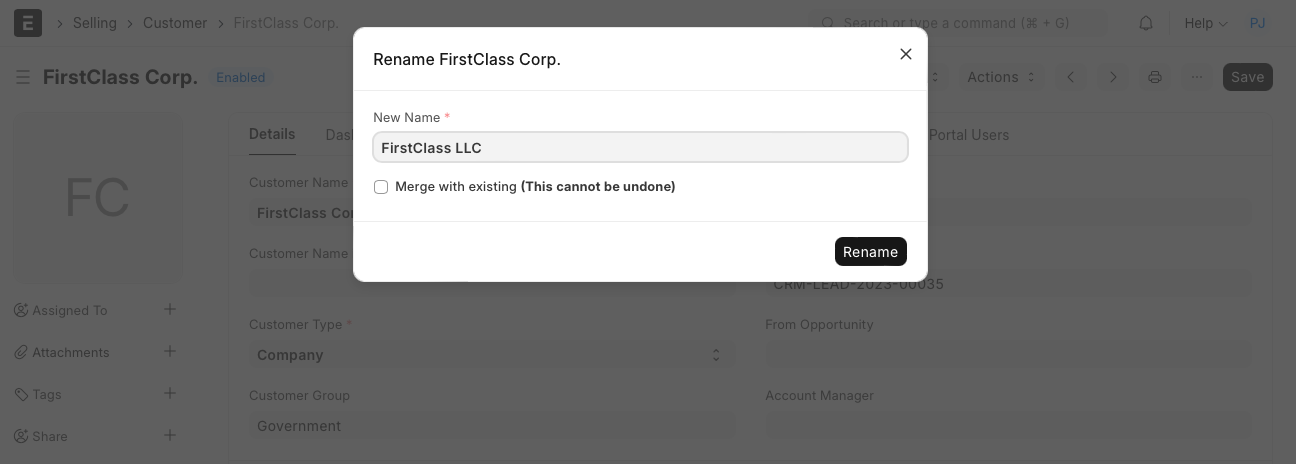 Selling > Customer > FirstClass Corp.
Search or type a command (⌘ + G)
Help
PJ
FirstClass Corp.
Enabled
Actions
Save
Rename FirstClass Corp.
New Name *
FirstClass LLC
Merge with existing (This cannot be undone)
Rename
FC
Assigned To
Attachments
Tags
Share
Details
Portal Users
Customer Name
Customer Name
CRM-LEAD-2023-00035
Customer Type *
Company
From Opportunity
Customer Group
Government
Account Manager